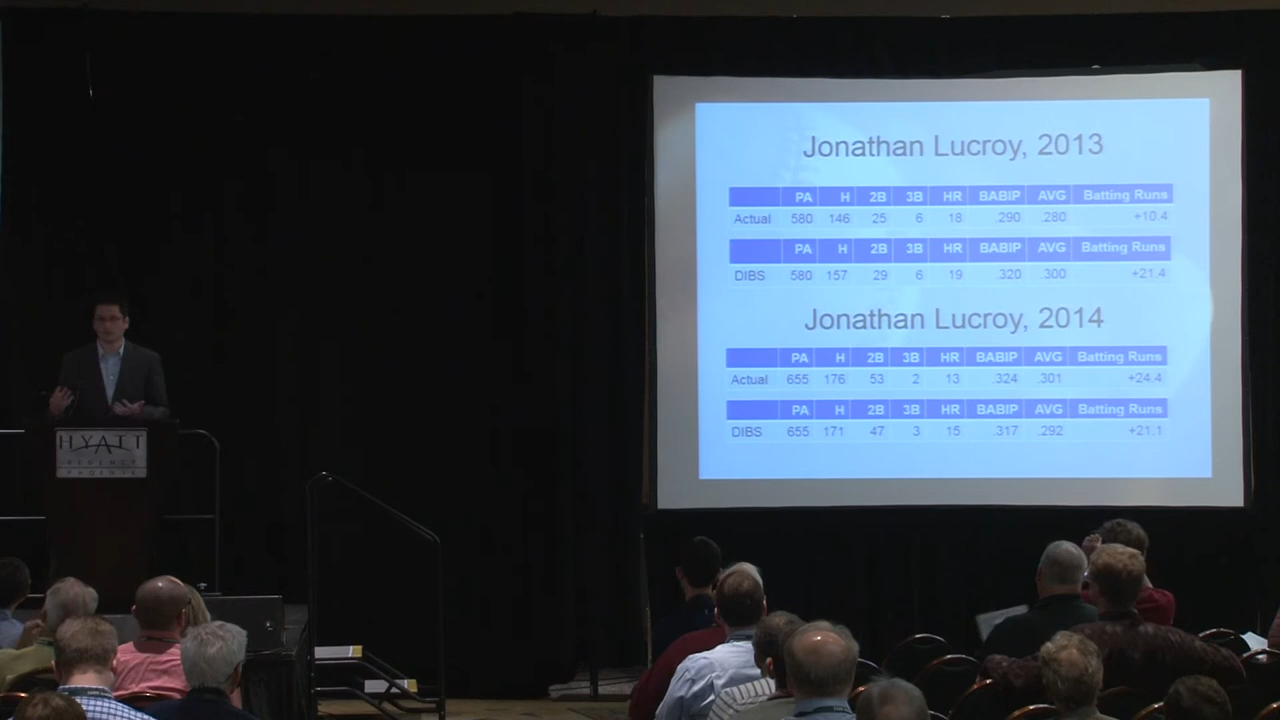 Jonathan Lucroy, 2013
PA H 2B 3B HR BABIP AVG Batting Runs
Actual 580 146 25 6 18 .290 .280 +10.4
PA H 2B 3B HR BABIP AVG Batting Runs
DIBS 580 157 29 6 19 .320 .300 +21.4
Jonathan Lucroy, 2014
PA H 2B 3B HR BABIP AVG Batting Runs
Actual 655 176 53 2 13 .324 .301 +24.4
PA H 2B 3B HR BABIP AVG Batting Runs
DIBS 655 171 47 3 15 .317 .292 +21.1
HYATT
REGENCY
PHOENIX